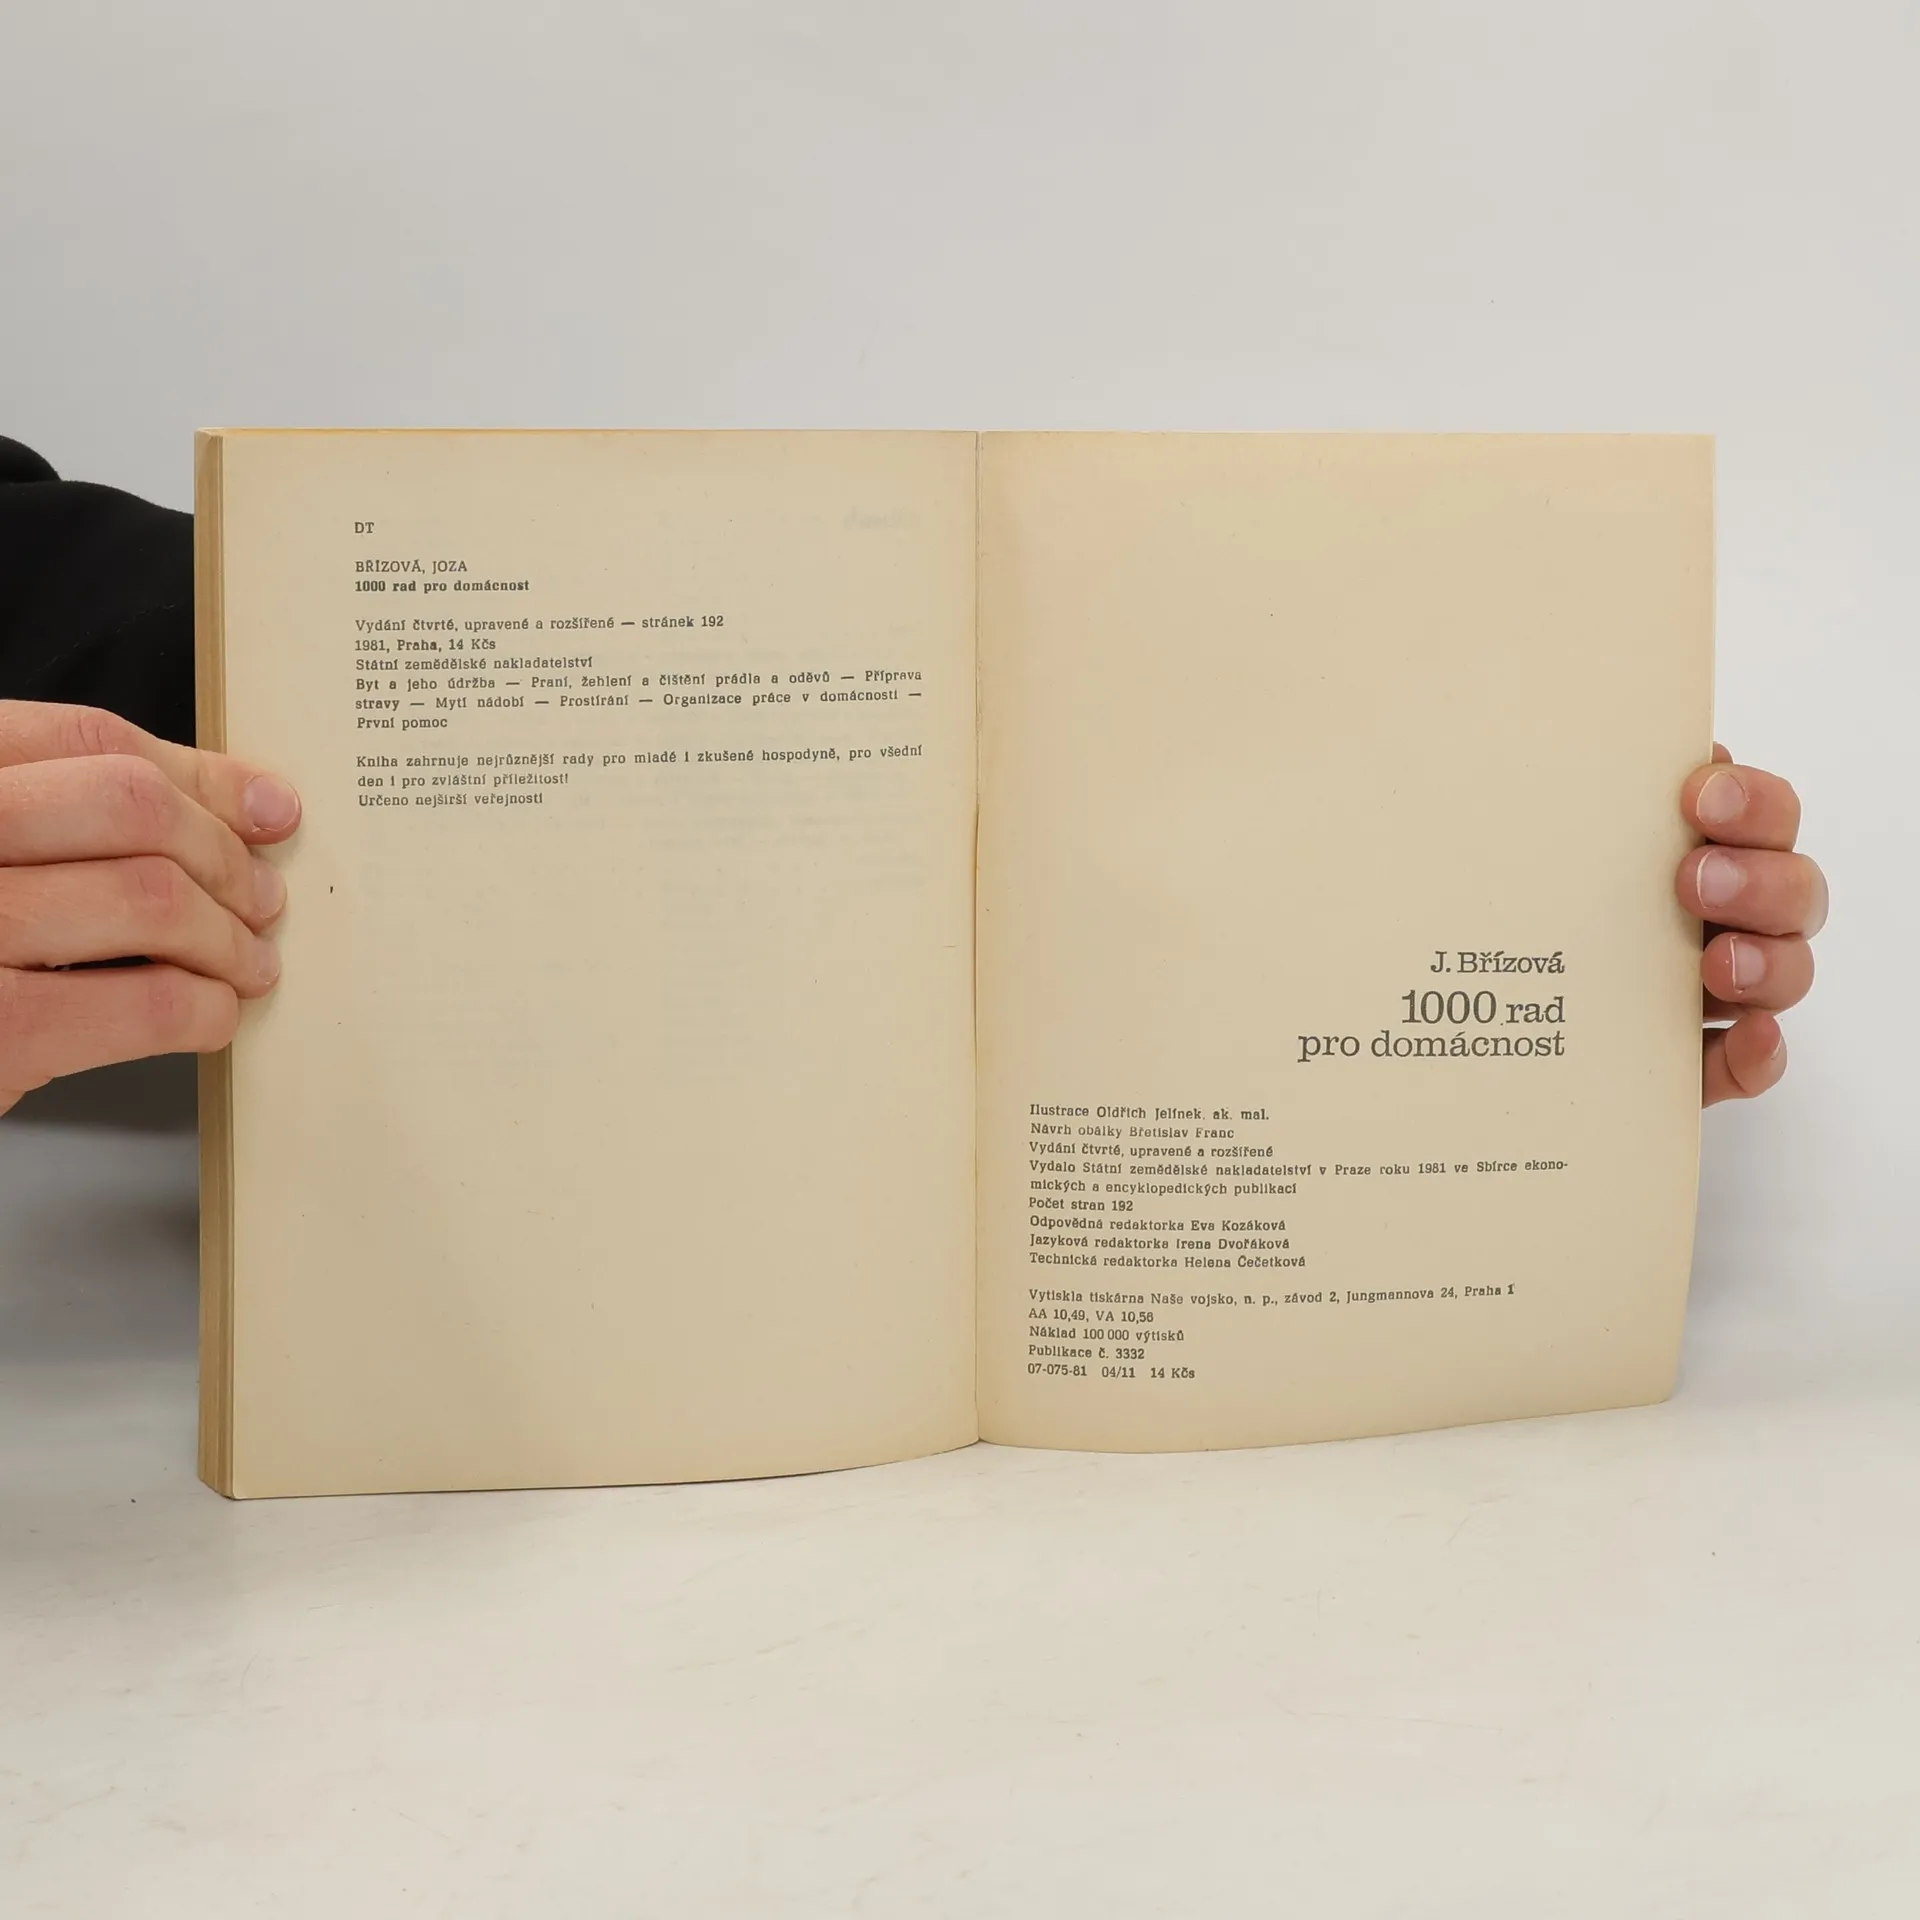 DT
BŘÍZOVÁ, JOZA
1000 rad pro domácnost
Vydání čtvrté, upravené a rozšířené — stránek 192
1981, Praha, 14 Kčs
Státní zemědělské nakladatelství
Byt a jeho údržba — Praní, žehlení a čištění prádla a oděvů — Příprava
stravy — Mytí nádobí — Prostírání — Organizace práce v domácnosti —
První pomoc
Kniha zahrnuje nejrůznější rady pro mladé i zkušené hospodyně, pro všední
den i pro zvláštní příležitosti
Určeno nejširší veřejnosti
J. Břízová
1000 rad
pro domácnost
Ilustrace Oldřich Jelínek, ak. mal.
Návrh obálky Břetislav Franc
Vydání čtvrté, upravené a rozšířené
Vydalo Státní zemědělské nakladatelství v Praze roku 1981 ve Sbírce ekono-
mických a encyklopedických publikací
Počet stran 192
Odpovědná redaktorka Eva Kozáková
Jazyková redaktorka Irena Dvořáková
Technická redaktorka Helena Čečetková
Vytiskla tiskárna Naše vojsko, n. p., závod 2, Jungmannova 24, Praha 1
AA 10,49, VA 10,56
Náklad 100 000 výtisků
Publikace č. 3332
07-075-81 04/11 14 Kčs